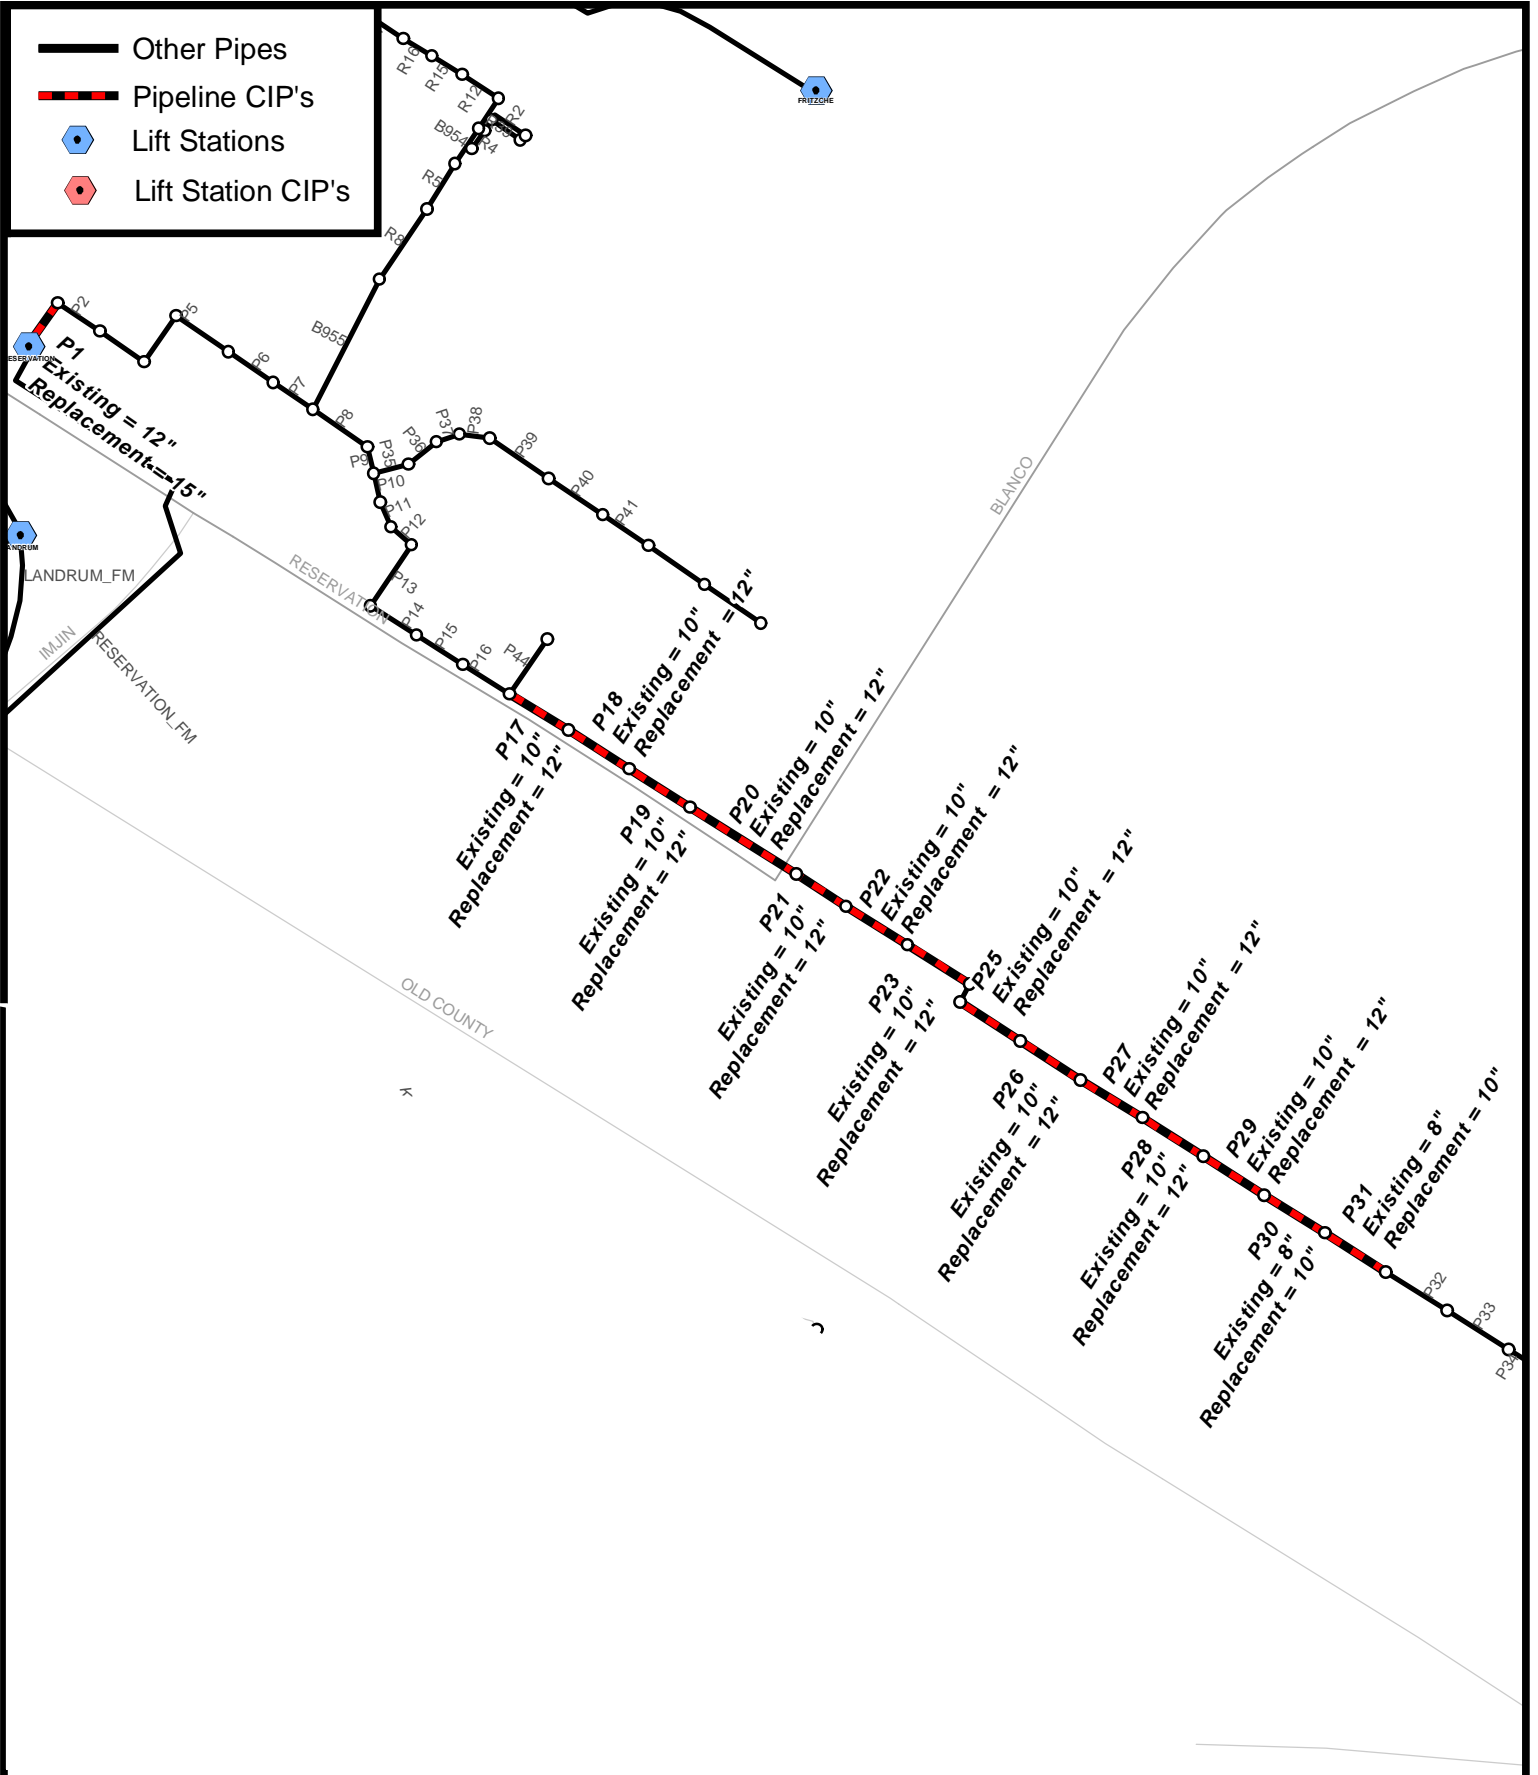 Other Pipes
Pipeline CIP's
Lift Stations
Lift Station CIP's
R16
R15
R12
R2
B954
R4
R5
R8
B955
FRITZCHE
P2
P5
P6
P7
P8
P1
Existing = 12"
Replacement = 15"
ESERVATION
P9
P35
P36
P37
P38
P39
P40
P41
P10
P11
P12
P13
P14
P15
P16
P44
BLANCO
RESERVATION
ANDRUM
LANDRUM_FM
IMJIN
RESERVATION_FM
OLD COUNTY
P17
Existing = 10"
Replacement = 12"
P18
Existing = 10"
Replacement = 12"
P19
Existing = 10"
Replacement = 12"
P20
Existing = 10"
Replacement = 12"
P21
Existing = 10"
Replacement = 12"
P22
Existing = 10"
Replacement = 12"
P23
Existing = 10"
Replacement = 12"
P25
Existing = 10"
Replacement = 12"
P26
Existing = 10"
Replacement = 12"
P27
Existing = 10"
Replacement = 12"
P28
Existing = 10"
Replacement = 12"
P29
Existing = 10"
Replacement = 12"
P30
Existing = 8"
Replacement = 10"
P31
Existing = 8"
Replacement = 10"
P32
P33
P34